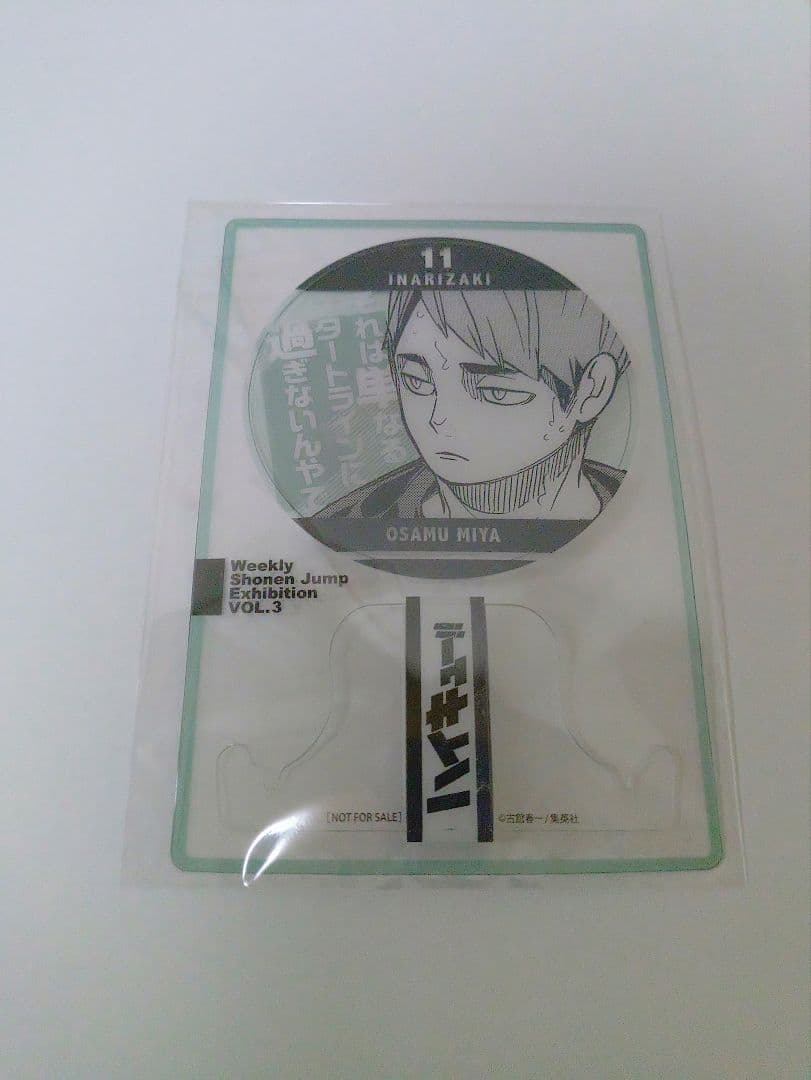 11
INARIZAKI
それは単なる
タートラインに
過ぎないんやで
OSAMU MIYA
Weekly
Shonen Jump
Exhibition
VOL.3
ハイキュー!!
[NOT FOR SALE]
©古舘春一/集英社